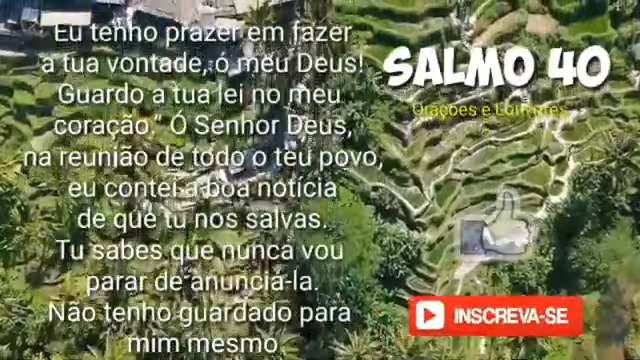 Eu tenho prazer em fazer
a tua vontade, ó meu Deus!
Guardo a tua lei no meu
coração." Ó Senhor Deus,
na reunião de todo o teu povo,
eu contei a boa notícia
de que tu nos salvas.
Tu sabes que nunca vou
parar de anunciá-la.
Não tenho guardado para
mim mesmo
SALMO 40
Orações e Louvores
INSCREVA-SE